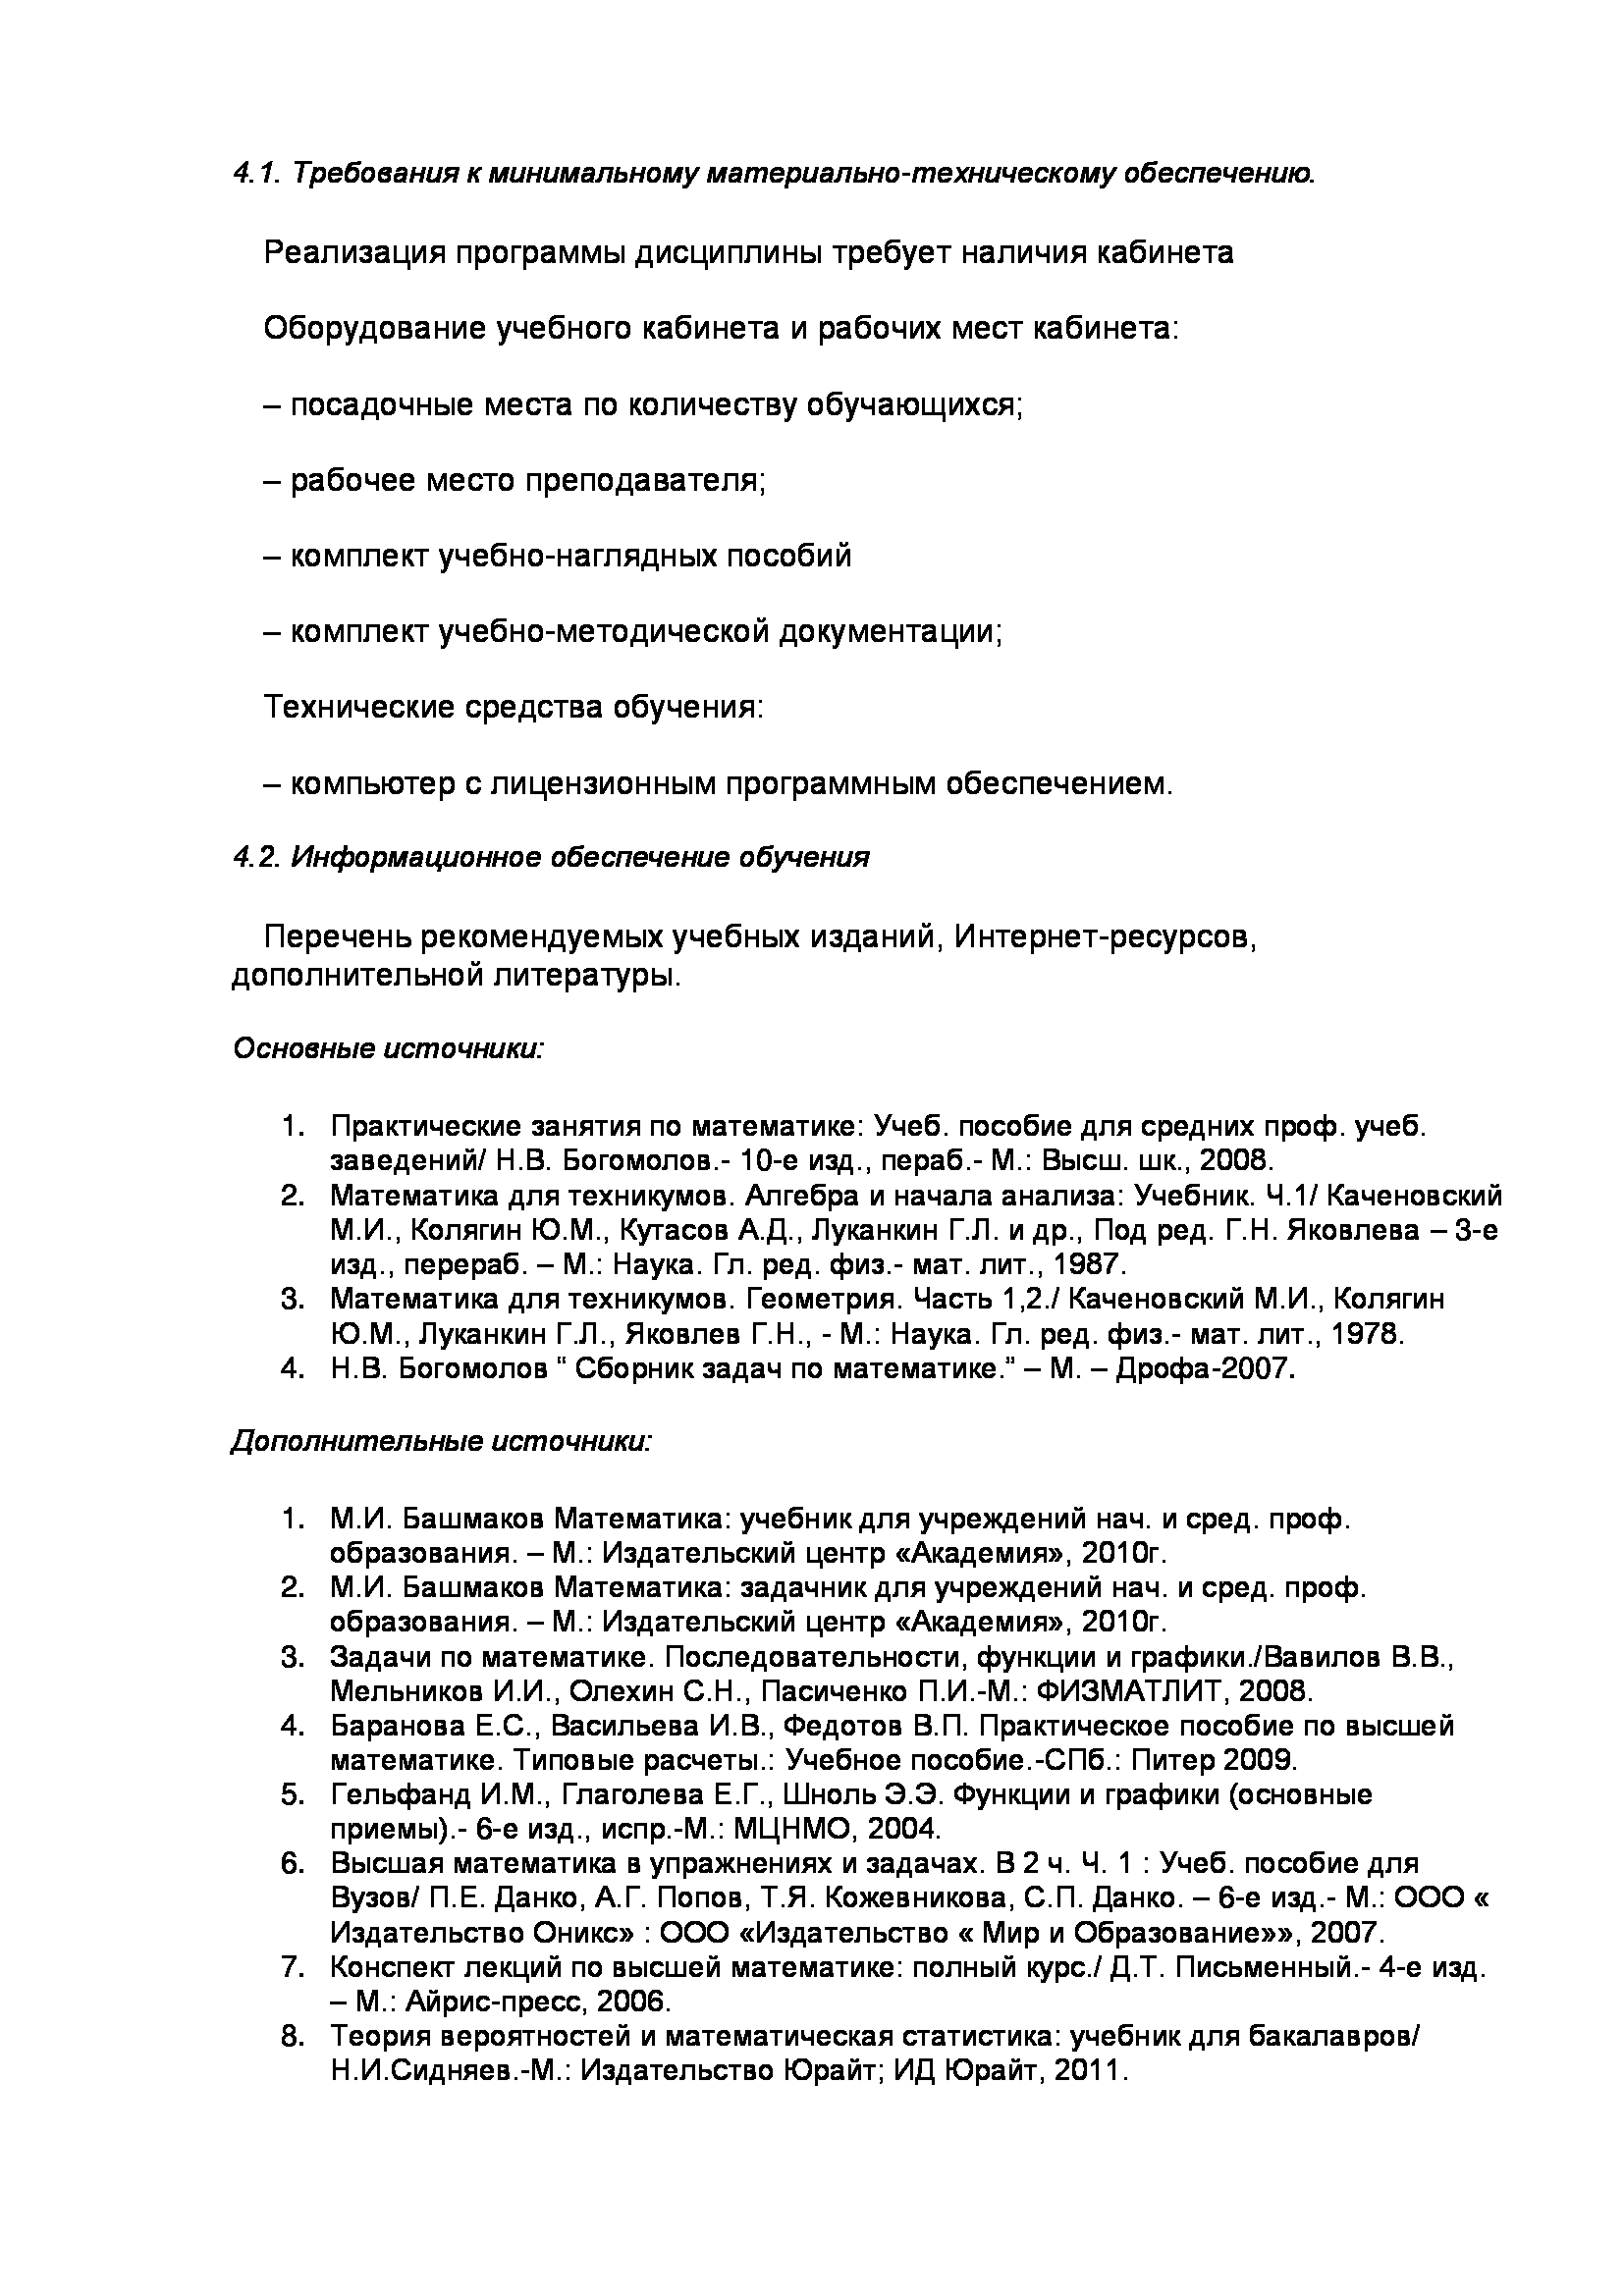 4.1. Требования к минимальному материально-техническому обеспечению.
Реализация программы дисциплины требует наличия кабинета
Оборудование учебного кабинета и рабочих мест кабинета:
– посадочные места по количеству обучающихся;
– рабочее место преподавателя;
– комплект учебно-наглядных пособий
– комплект учебно-методической документации;
Технические средства обучения:
– компьютер с лицензионным программным обеспечением.
4.2. Информационное обеспечение обучения
Перечень рекомендуемых учебных изданий, Интернет-ресурсов,
дополнительной литературы.
Основные источники:
1. Практические занятия по математике: Учеб. пособие для средних проф. учеб.
заведений/ Н.В. Богомолов.- 10-е изд., пераб.- М.: Высш. шк., 2008.
2. Математика для техникумов. Алгебра и начала анализа: Учебник. Ч.1/ Каченовский
М.И., Колягин Ю.М., Кутасов А.Д., Луканкин Г.Л. и др., Под ред. Г.Н. Яковлева – 3-е
изд., перераб. – М.: Наука. Гл. ред. физ.- мат. лит., 1987.
3. Математика для техникумов. Геометрия. Часть 1,2./ Каченовский М.И., Колягин
Ю.М., Луканкин Г.Л., Яковлев Г.Н., - М.: Наука. Гл. ред. физ.- мат. лит., 1978.
4. Н.В. Богомолов “ Сборник задач по математике.” – М. – Дрофа-2007.
Дополнительные источники:
1. М.И. Башмаков Математика: учебник для учреждений нач. и сред. проф.
образования. – М.: Издательский центр «Академия», 2010г.
2. М.И. Башмаков Математика: задачник для учреждений нач. и сред. проф.
образования. – М.: Издательский центр «Академия», 2010г.
3. Задачи по математике. Последовательности, функции и графики./Вавилов В.В.,
Мельников И.И., Олехин С.Н., Пасиченко П.И.-М.: ФИЗМАТЛИТ, 2008.
4. Баранова Е.С., Васильева И.В., Федотов В.П. Практическое пособие по высшей
математике. Типовые расчеты.: Учебное пособие.-СПб.: Питер 2009.
5. Гельфанд И.М., Глаголева Е.Г., Шноль Э.Э. Функции и графики (основные
приемы).- 6-е изд., испр.-М.: МЦНМО, 2004.
6. Высшая математика в упражнениях и задачах. В 2 ч. Ч. 1 : Учеб. пособие для
Вузов/ П.Е. Данко, А.Г. Попов, Т.Я. Кожевникова, С.П. Данко. – 6-е изд.- М.: ООО «
Издательство Оникс» : ООО «Издательство « Мир и Образование»», 2007.
7. Конспект лекций по высшей математике: полный курс./ Д.Т. Письменный.- 4-е изд.
– М.: Айрис-пресс, 2006.
8. Теория вероятностей и математическая статистика: учебник для бакалавров/
Н.И.Сидняев.-М.: Издательство Юрайт; ИД Юрайт, 2011.